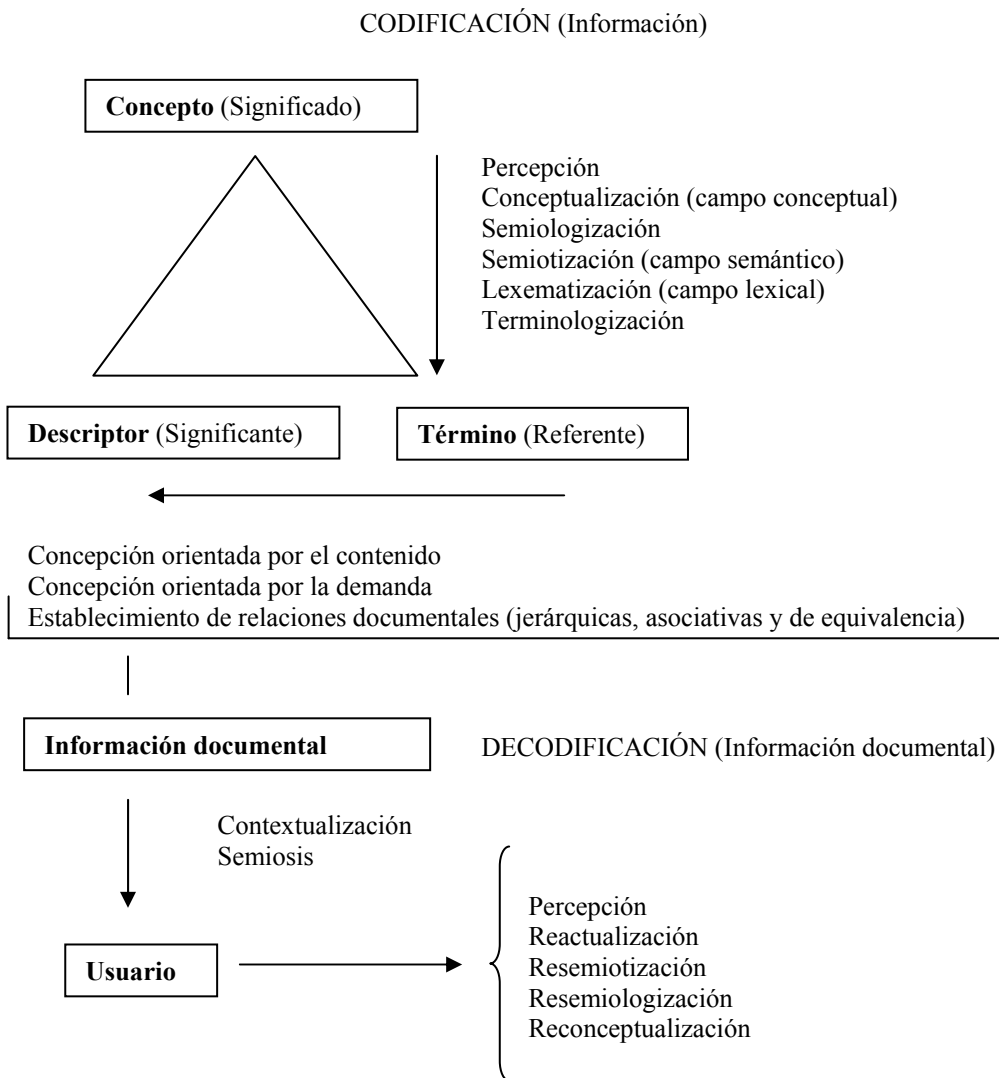 CODIFICACIÓN (Información)
Concepto (Significado)
Percepción
Conceptualización (campo conceptual)
Semiologización
Semiotización (campo semántico)
Lexematización (campo lexical)
Terminologización
Descriptor (Significante)
Término (Referente)
Concepción orientada por el contenido
Concepción orientada por la demanda
Establecimiento de relaciones documentales (jerárquicas, asociativas y de equivalencia)
Información documental
DECODIFICACIÓN (Información documental)
Contextualización
Semiosis
Usuario
Percepción
Reactualización
Resemiotización
Resemiologización
Reconceptualización